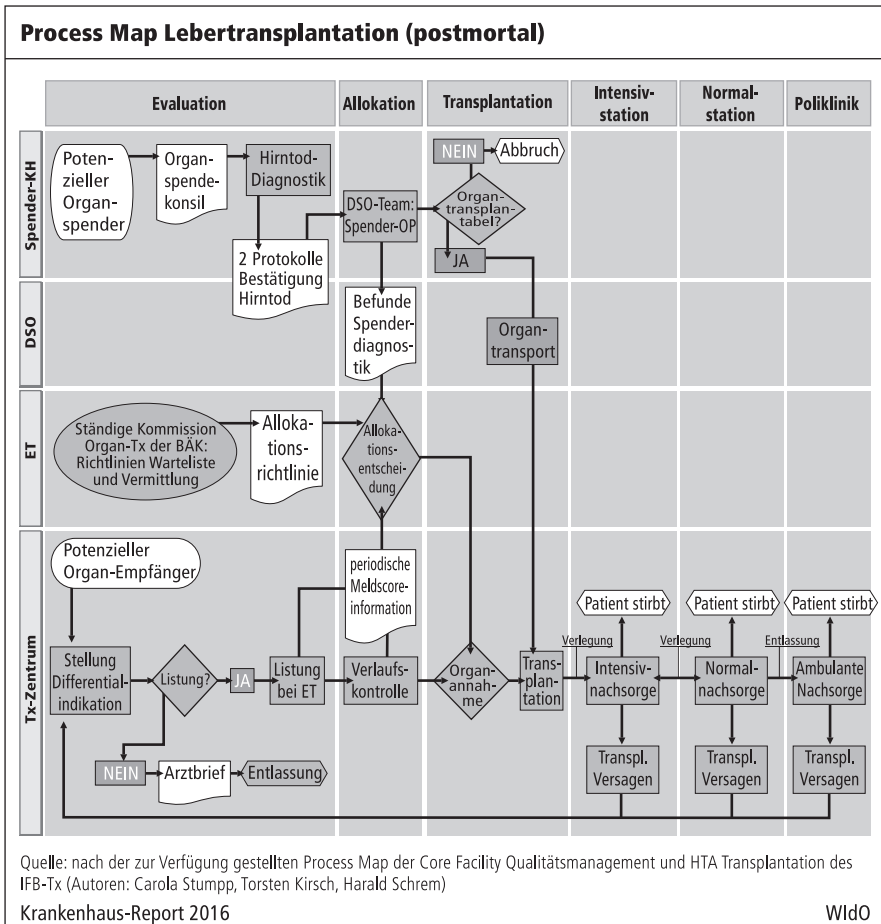 Process Map Lebertransplantation (postmortal)
Evaluation
Allokation
Transplantation
Intensiv-
station
Normal-
station
Poliklinik
Spender-KH
Poten-
zieller
Organ-
spender
Organ-
spende-
konsil
Hirntod-
Diagnostik
2 Protokolle
Bestätigung
Hirntod
DSO-Team:
Spender-OP
NEIN
Abbruch
Organ-
transplan-
tabel?
JA
DSO
Befunde
Spender-
diagnos-
tik
Organ-
transport
ET
Ständige Kommission
Organ-Tx der BÄK:
Richtlinien Warteliste
und Vermittlung
Alloka-
tions-
richtlinie
Allokati-
ons-
entschei-
dung
Tx-Zentrum
Potenzieller
Organ-Empfänger
periodische
Meldscore-
information
Stellung
Differential-
indikation
Listung?
JA
Listung
bei ET
Verlaufs-
kontrolle
Organ-
annah-
me
Trans-
plan-
tation
Verlegung
Patient stirbt
Intensiv-
nachsorge
Verlegung
Patient stirbt
Normal-
nachsorge
Entlassung
Patient stirbt
Ambulante
Nachsorge
NEIN
Arztbrief
Entlassung
Transpl.
Versagen
Transpl.
Versagen
Transpl.
Versagen
Quelle: nach der zur Verfügung gestellten Process Map der Core Facility Qualitätsmanagement und HTA Transplantation des
IFB-Tx (Autoren: Carola Stumpp, Torsten Kirsch, Harald Schrem)
Krankenhaus-Report 2016
WIdO